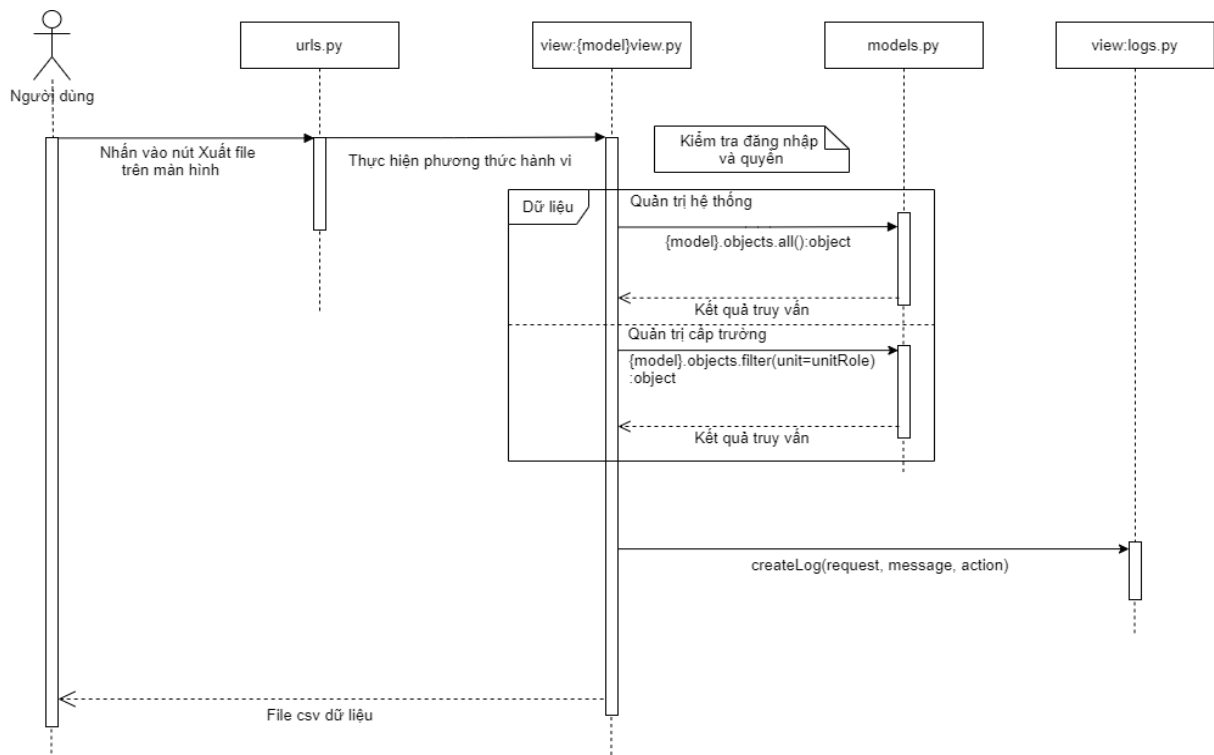 urls.py
view:{model}view.py
models.py
view:logs.py
Người dùng
Nhấn vào nút Xuất file
trên màn hình
Thực hiện phương thức hành vi
Kiểm tra đăng nhập
và quyền
Dữ liệu
Quản trị hệ thống
{model}.objects.all():object
Kết quả truy vấn
Quản trị cấp trường
{model}.objects.filter(unit=unitRole)
:object
Kết quả truy vấn
createLog(request, message, action)
File csv dữ liệu